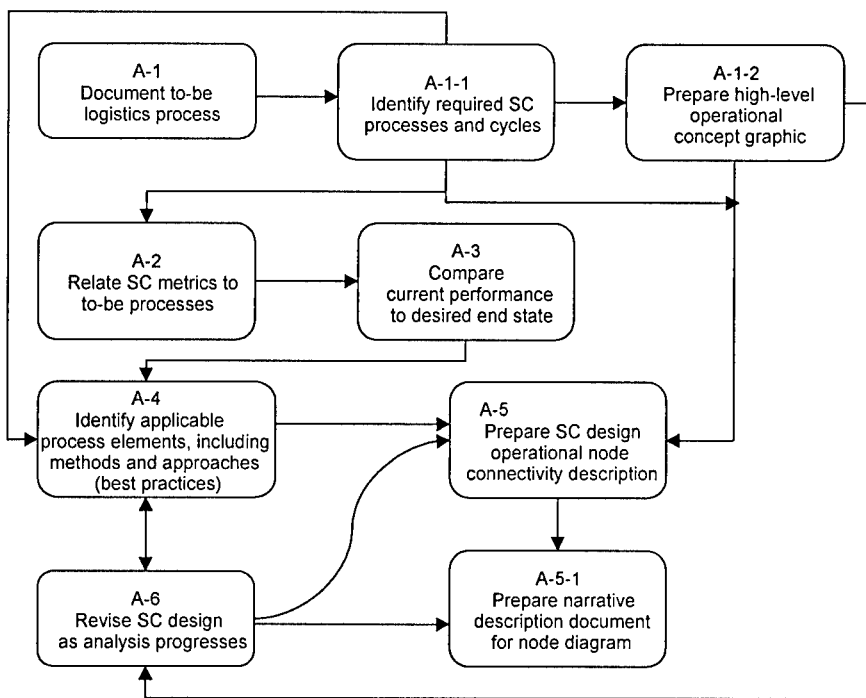 A-1
Document to-be
logistics process
A-1-1
Identify required SC
processes and cycles
A-1-2
Prepare high-level
operational
concept graphic
A-2
Relate SC metrics to
to-be processes
A-3
Compare
current performance
to desired end state
A-4
Identify applicable
process elements, including
methods and approaches
(best practices)
A-5
Prepare SC design
operational node
connectivity description
A-6
Revise SC design
as analysis progresses
A-5-1
Prepare narrative
description document
for node diagram